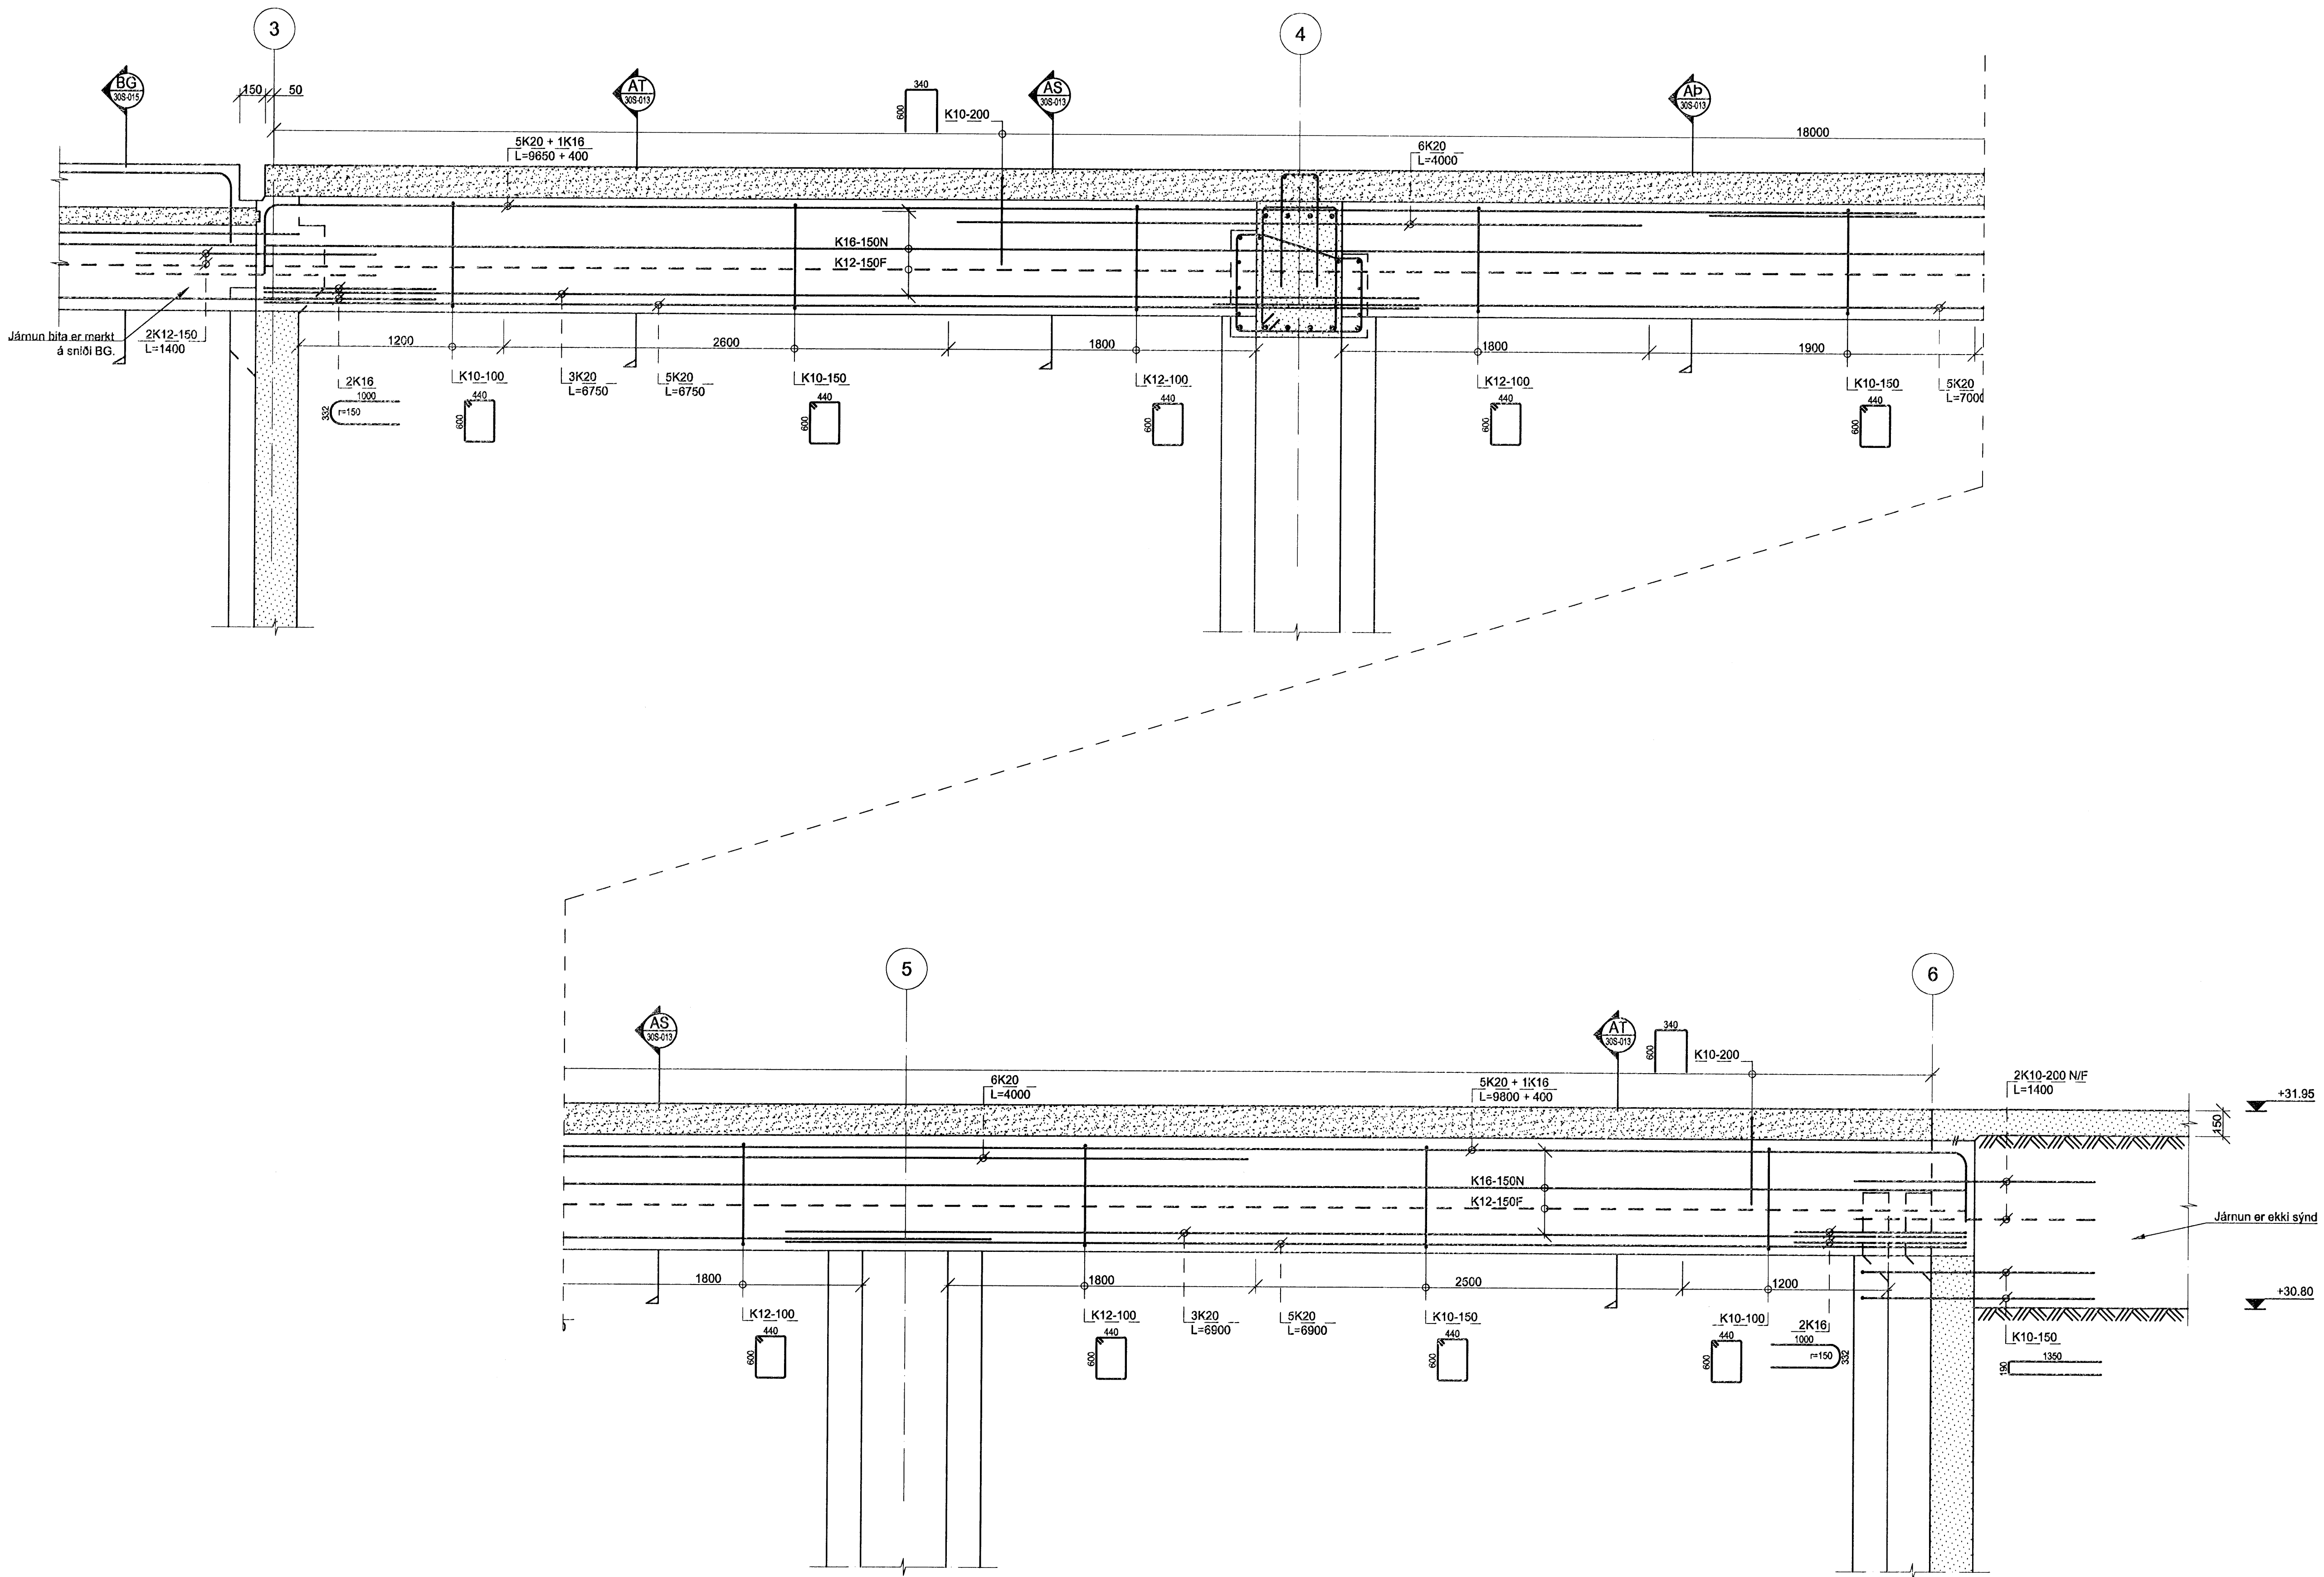 3
4
BG
30S-015
150
50
AT
30S-013
340
600
K10-200
AS
30S-013
AÞ
30S-013
18000
5K20 + 1K16
L=9650 + 400
6K20
L=4000
K16-150N
K12-150F
Járnun bita er merkt
á sniði BG.
2K12-150
L=1400
1200
2600
1800
1800
1900
2K16
1000
332
r=150
K10-100
440
600
3K20
L=6750
5K20
L=6750
K10-150
440
600
K12-100
440
600
K12-100
440
600
K10-150
440
600
5K20
L=7000
5
6
AS
30S-013
AT
30S-013
340
600
K10-200
6K20
L=4000
5K20 + 1K16
L=9800 + 400
2K10-200 N/F
L=1400
+31.95
150
K16-150N
K12-150F
Járnun er ekki sýnd
1800
1800
2500
1200
+30.80
K12-100
440
600
K12-100
440
600
3K20
L=6900
5K20
L=6900
K10-150
440
600
K10-100
440
600
2K16
1000
r=150
332
K10-150
1350
190